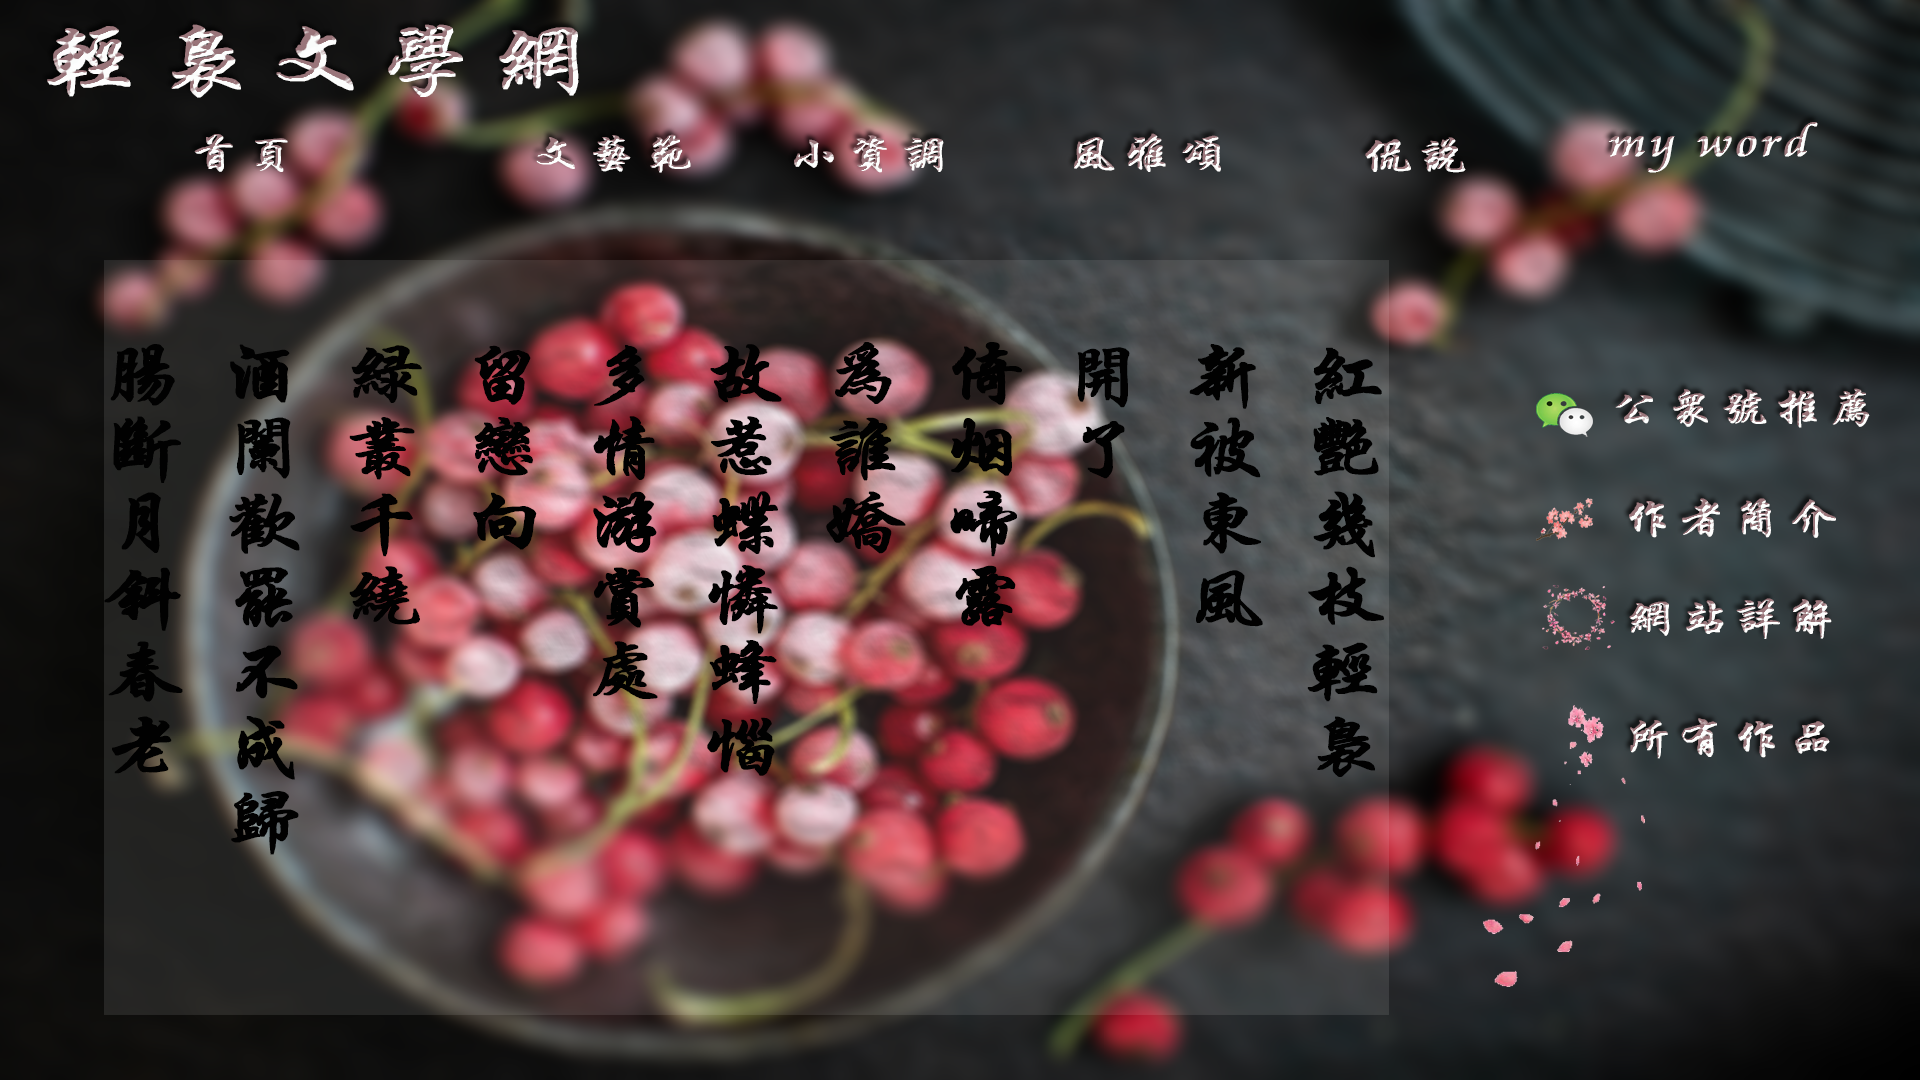 輕裊文學網
首頁
文藝範
小資調
風雅頌
侃説
my word
紅艷幾枝輕裊
新被東風
開了
倚烟啼露
爲誰嬌
故惹蝶憐蜂惱
多情游賞處
留戀向
緑叢千繞
酒闌歡罷不成歸
腸斷月斜春老
公衆號推薦
作者簡介
網站詳解
所有作品